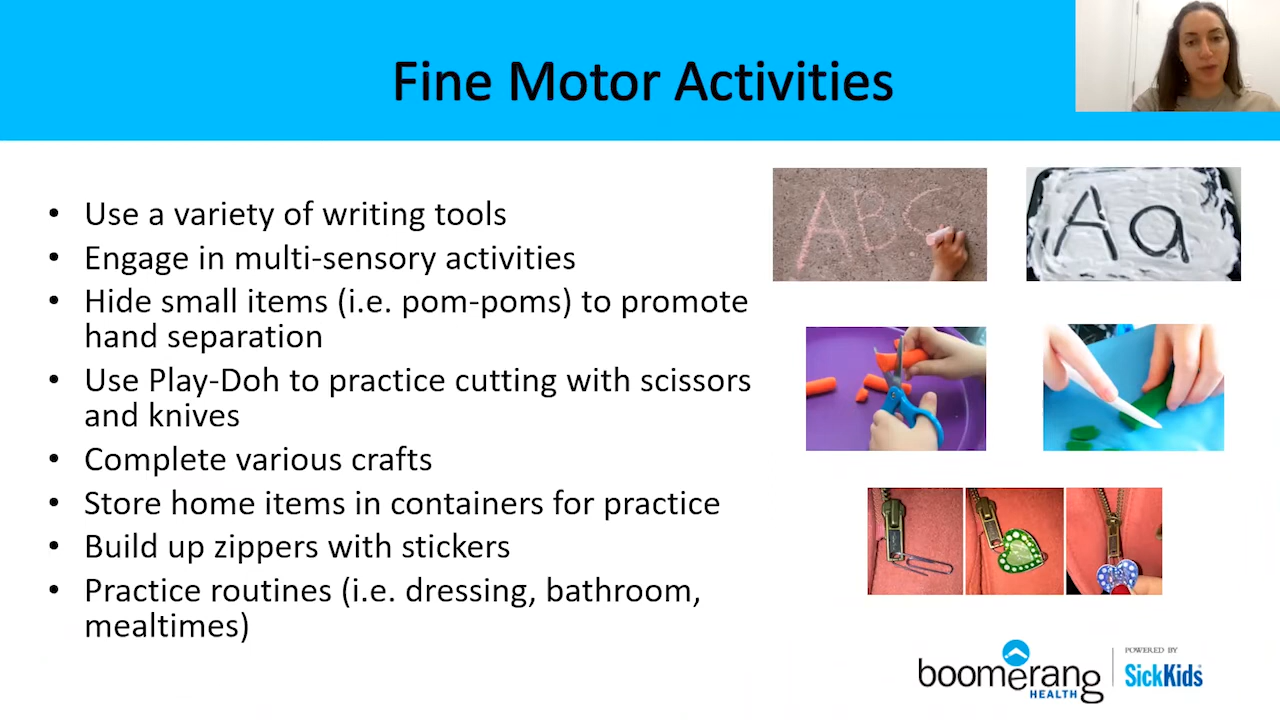 Fine Motor Activities
• Use a variety of writing tools
• Engage in multi-sensory activities
• Hide small items (i.e. pom-poms) to promote
hand separation
• Use Play-Doh to practice cutting with scissors
and knives
• Complete various crafts
• Store home items in containers for practice
• Build up zippers with stickers
• Practice routines (i.e. dressing, bathroom,
mealtimes)
ABC
Aa
boomerang
HEALTH
POWERED BY
SickKids